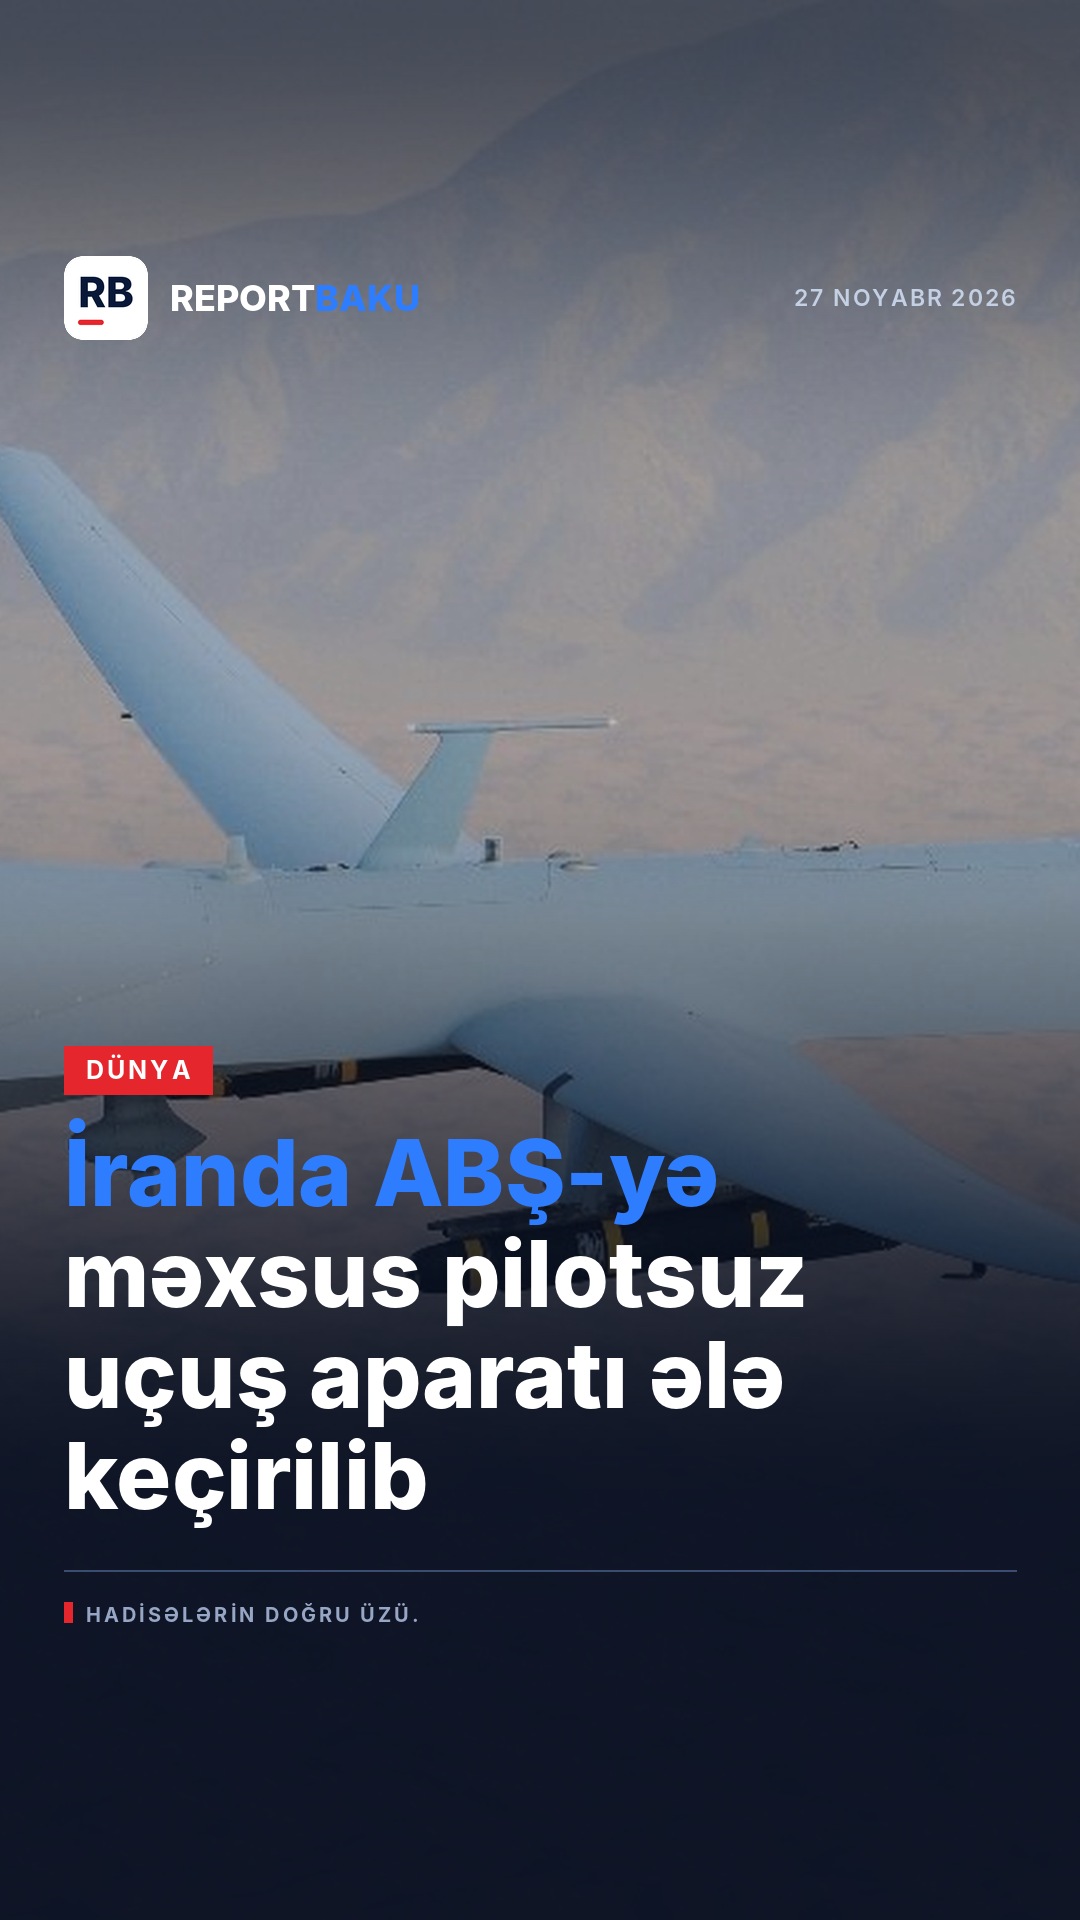 RB
REPORTBAKU
27 NOYABR 2026
DÜNYA
İranda ABŞ-yə
məxsus pilotsuz
uçuş aparatı ələ
keçirilib
HADİSƏLƏRİN DOĞRU ÜZÜ.